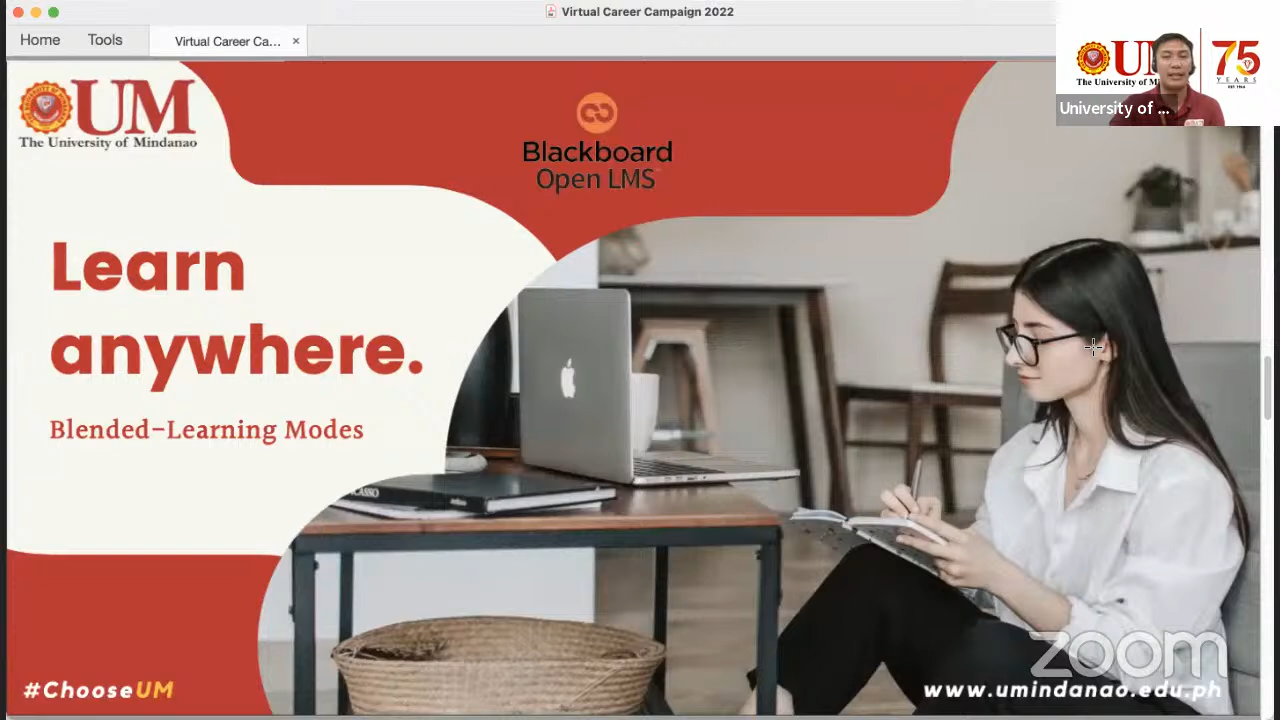 Virtual Career Campaign 2022
Home
Tools
Virtual Career Ca...
×
UM
The University of Mindanao
Blackboard
Open LMS
75
YEARS
University of ...
Learn
anywhere.
Blended-Learning Modes
#ChooseUM
zoom
www.umindanao.edu.ph